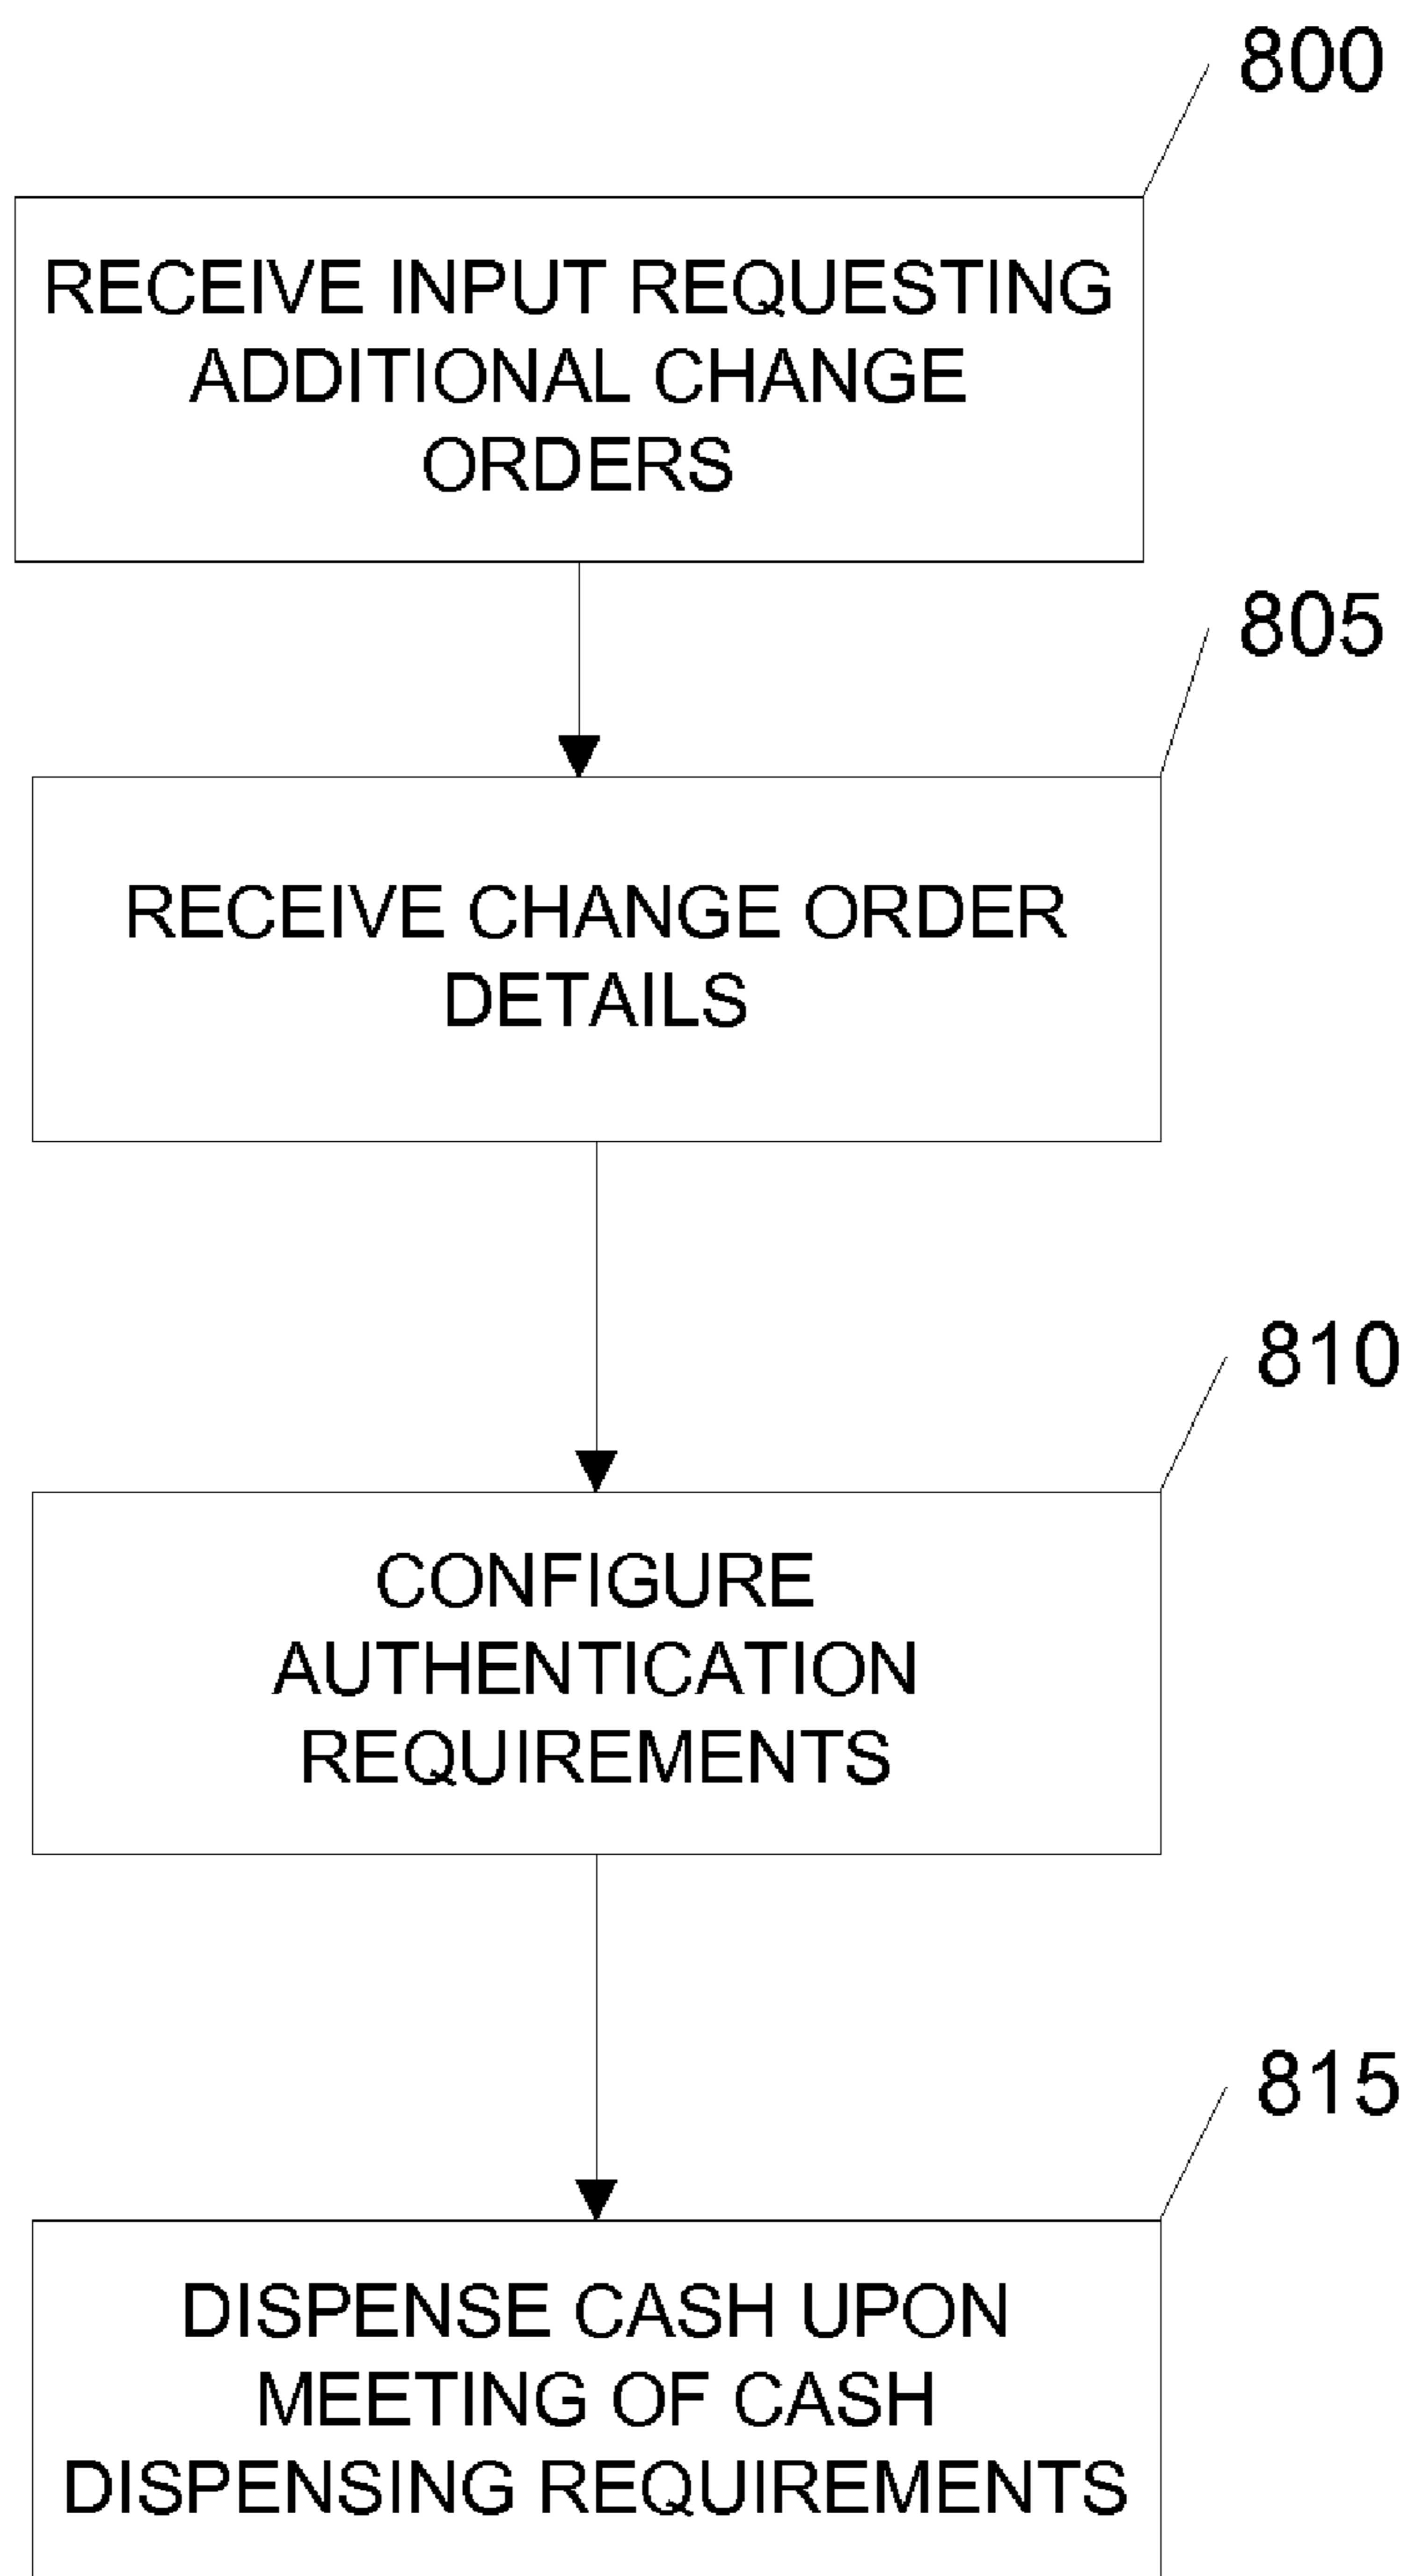 800
RECEIVE INPUT REQUESTING
ADDITIONAL CHANGE
ORDERS
805
RECEIVE CHANGE ORDER
DETAILS
810
CONFIGURE
AUTHENTICATION
REQUIREMENTS
815
DISPENSE CASH UPON
MEETING OF CASH
DISPENSING REQUIREMENTS